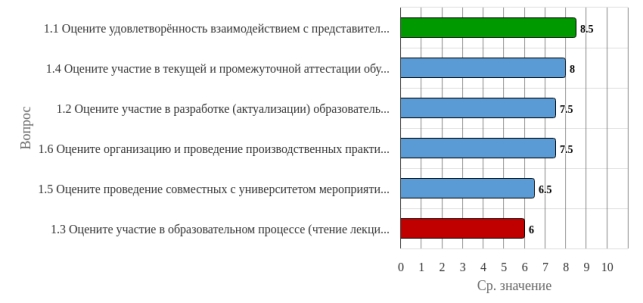 1.1 Оцените удовлетворённость взаимодействием с представител... 8.5
1.4 Оцените участие в текущей и промежуточной аттестации обу... 8
1.2 Оцените участие в разработке (актуализации) образователь... 7.5
1.6 Оцените организацию и проведение производственных практи... 7.5
1.5 Оцените проведение совместных с университетом мероприяти... 6.5
1.3 Оцените участие в образовательном процессе (чтение лекци... 6
Вопрос
0 1 2 3 4 5 6 7 8 9 10
Ср. значение